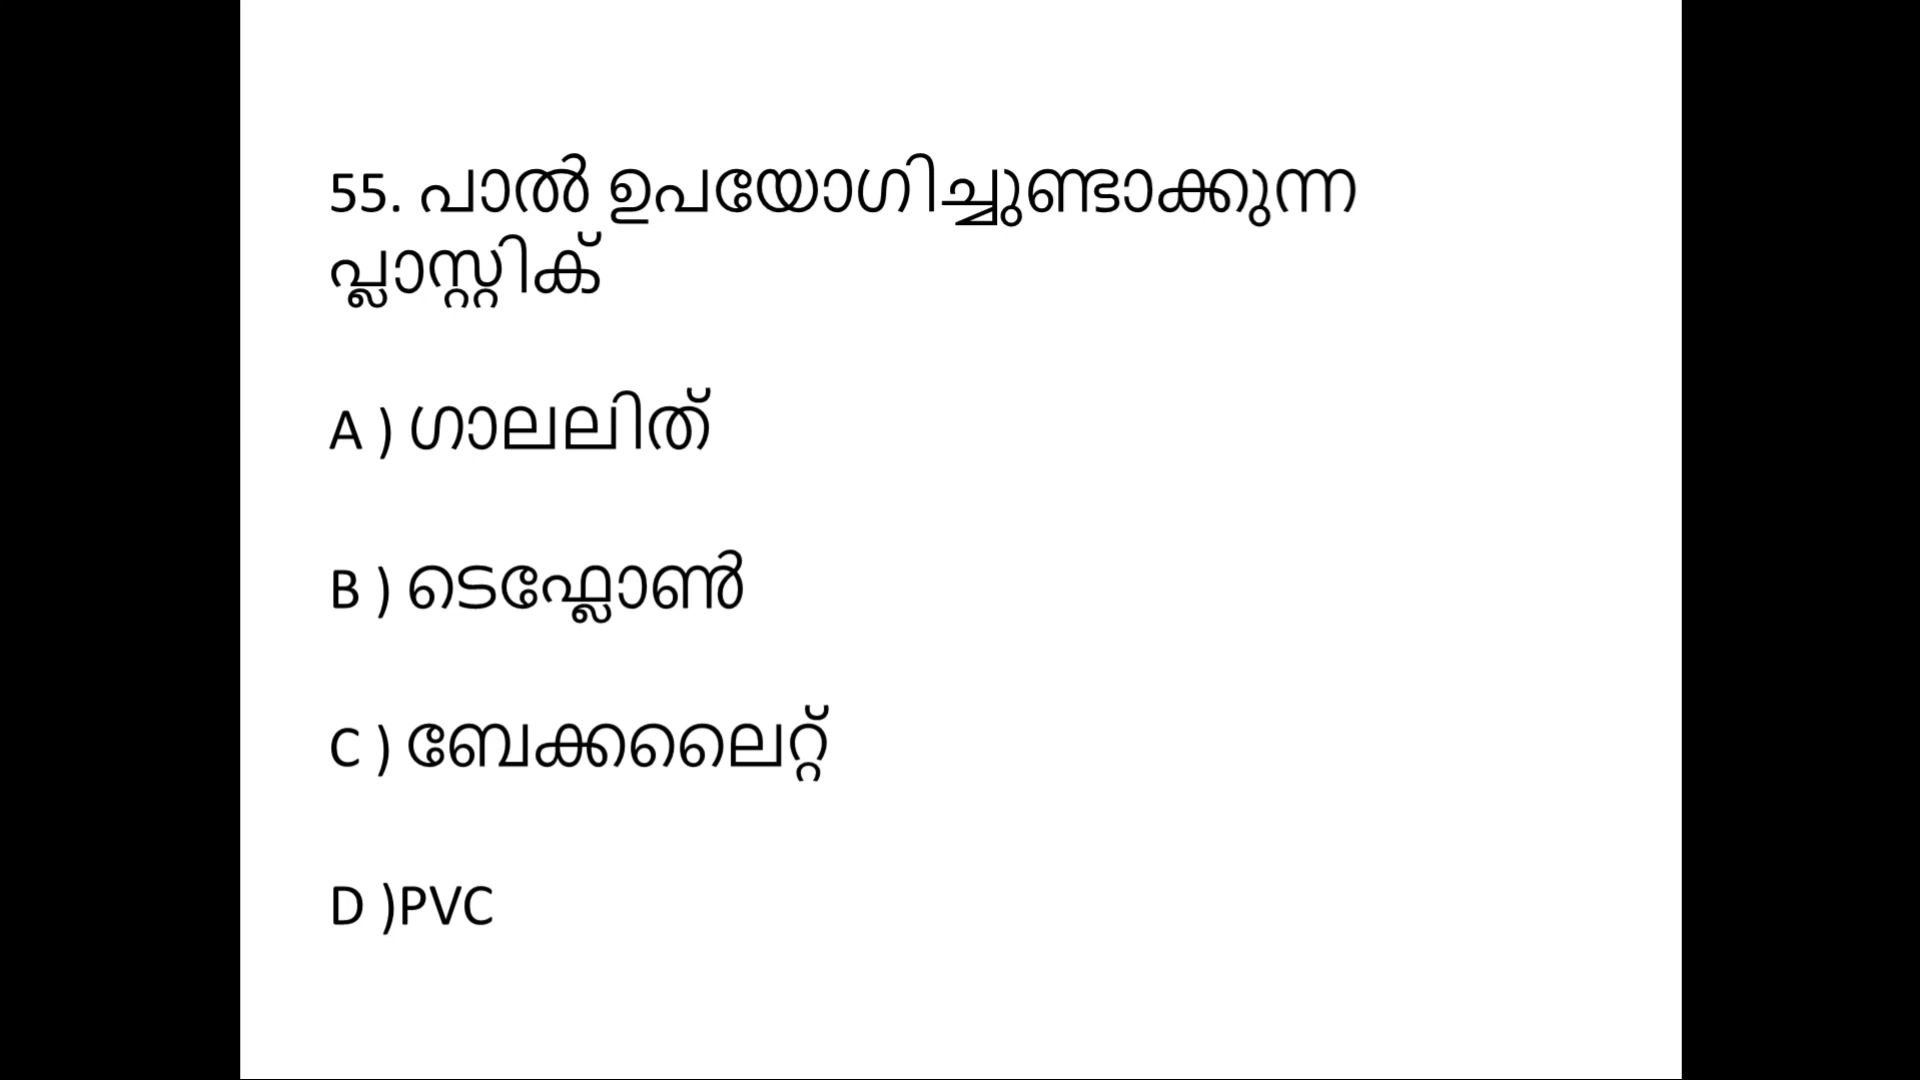 55. പാൽ ഉപയോഗിച്ചുണ്ടാക്കുന്ന
പ്ലാസ്റ്റിക്
A ) ഗാലലിത്
B ) ടെഫ്ലോൺ
C ) ബേക്കലൈറ്റ്
D )PVC